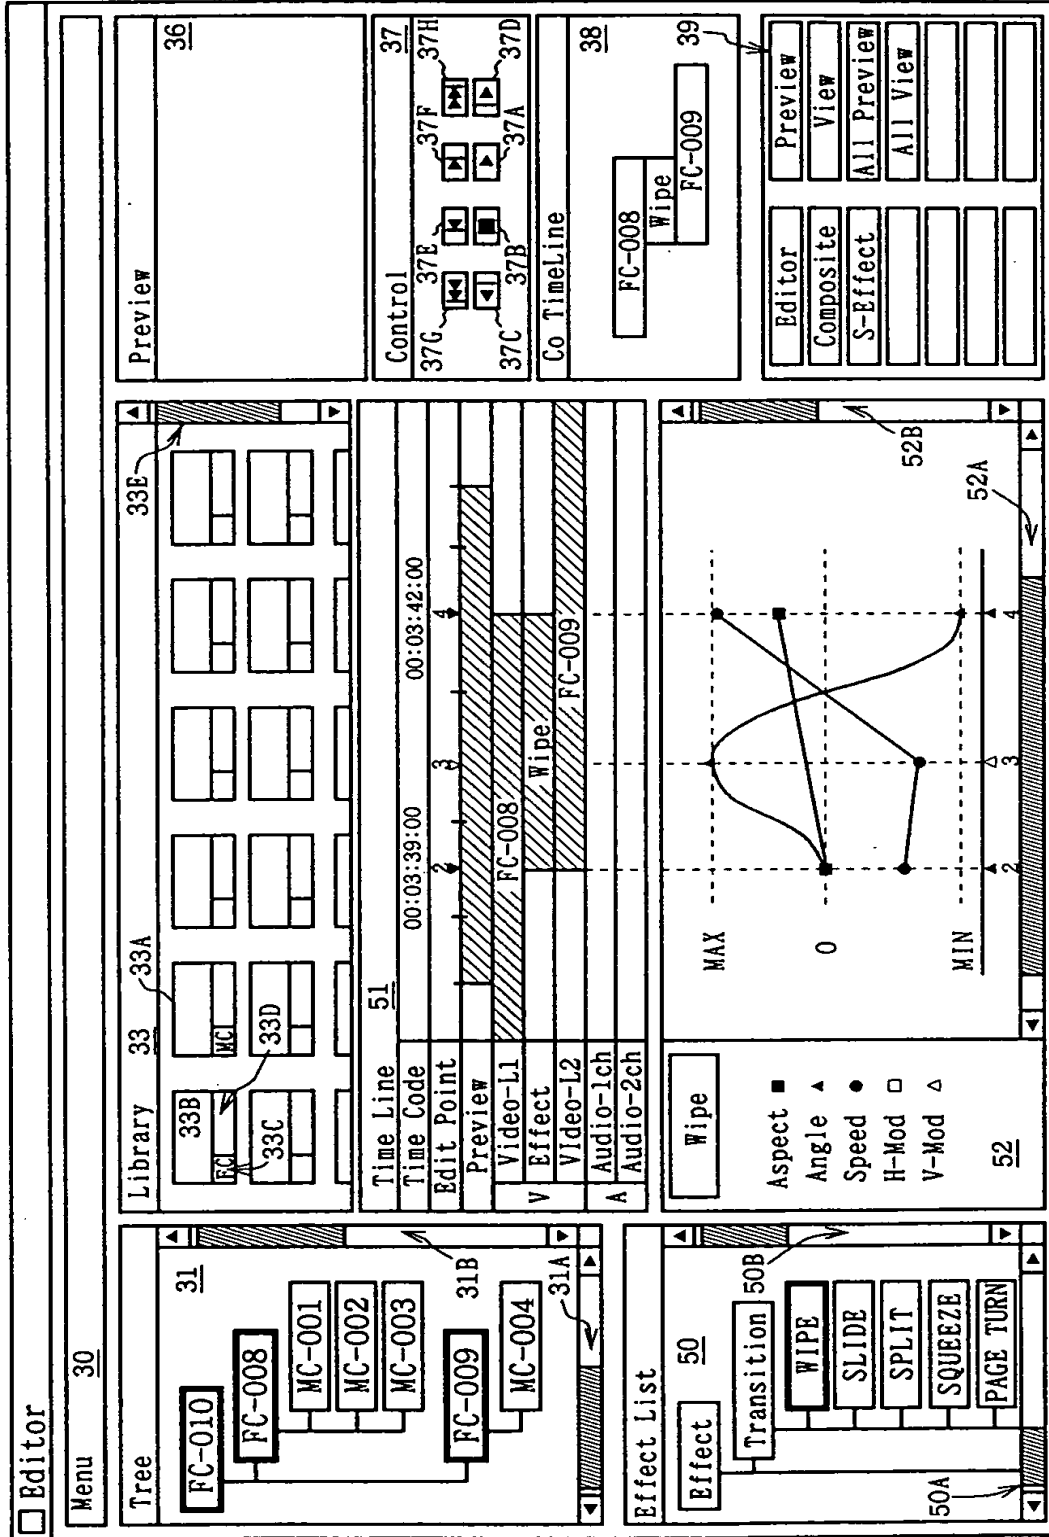 Editor
Menu 30
Tree
31
FC-010
FC-008
MC-001
MC-002
MC-003
FC-009
MC-004
31B
31A
Effect List
50
Effect
Transition
WIPE
SLIDE
SPLIT
SQUEEZE
PAGE TURN
50B
50A
Library 33
33A
33E
33B
33C
33D
FC
MC
Time Line 51
Time Code 00:03:39:00 00:03:42:00
Edit Point 2 3 4
Preview
V
Video-L1 FC-008
Effect Wipe
Video-L2 FC-009
A
Audio-1ch
Audio-2ch
Wipe
Aspect ■
Angle ▲
Speed ●
H-Mod □
V-Mod △
52
MAX
0
MIN
2 3 4
52A
52B
Preview
36
Control
37
37G 37E 37F 37H
37C 37B 37A 37D
Co TimeLine
38
FC-008
Wipe
FC-009
39
Editor Preview
Composite View
S-Effect All Preview
All View